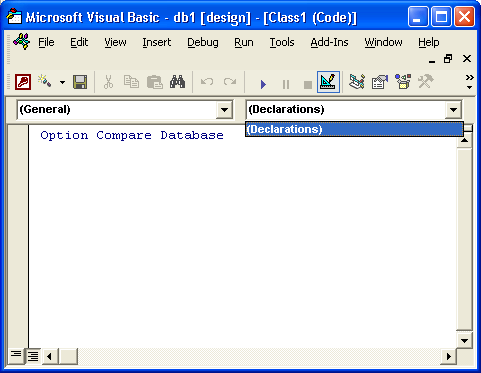 Microsoft Visual Basic - db1 [design] - [Class1 (Code)]
File Edit View Insert Debug Run Tools Add-Ins Window Help
(General) (Declarations)
(Declarations)
Option Compare Database